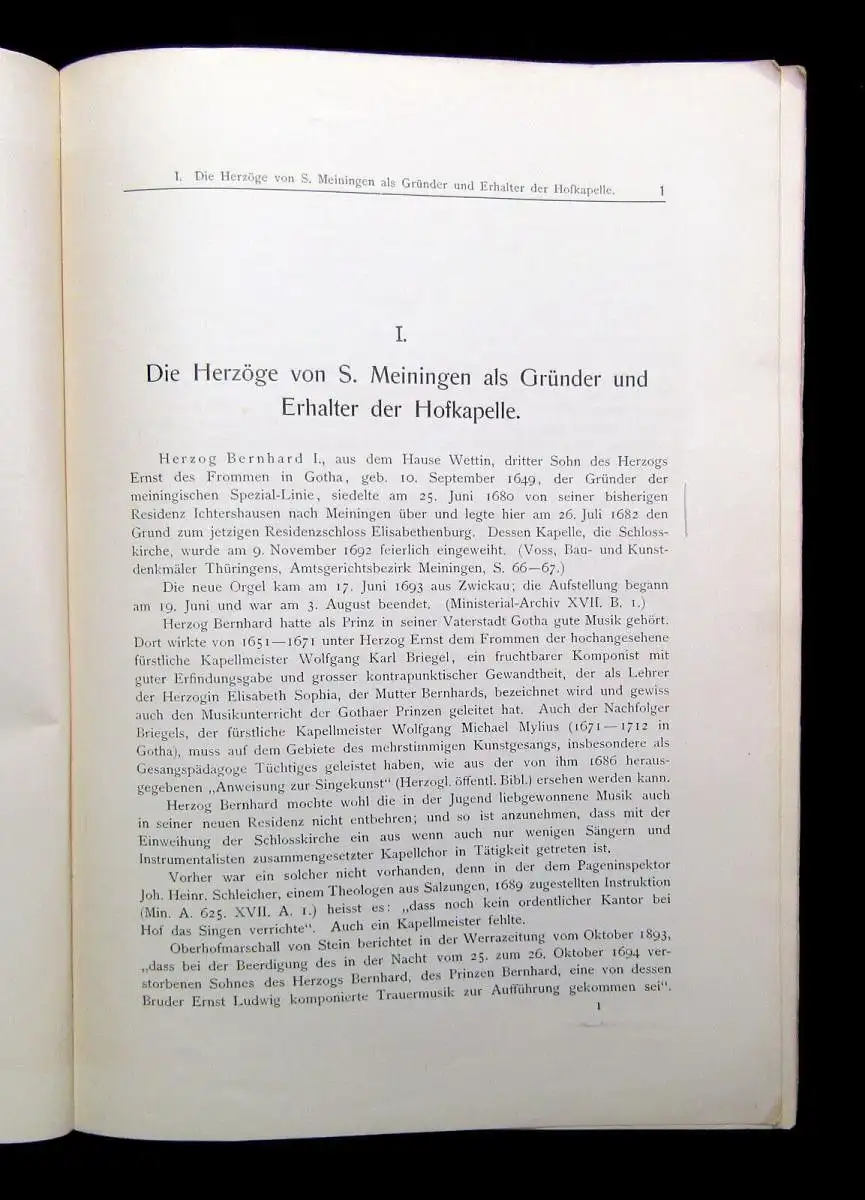 I. Die Herzöge von S. Meiningen als Gründer und Erhalter der Hofkapelle. 1
I.
Die Herzöge von S. Meiningen als Gründer und
Erhalter der Hofkapelle.
Herzog Bernhard I., aus dem Hause Wettin, dritter Sohn des Herzogs
Ernst des Frommen in Gotha, geb. 10. September 1649, der Gründer der
meiningischen Spezial-Linie, siedelte am 25. Juni 1680 von seiner bisherigen
Residenz Ichtershausen nach Meiningen über und legte hier am 26. Juli 1682 den
Grund zum jetzigen Residenzschloss Elisabethenburg. Dessen Kapelle, die Schloss-
kirche, wurde am 9. November 1692 feierlich eingeweiht. (Voss, Bau- und Kunst-
denkmäler Thüringens, Amtsgerichtsbezirk Meiningen, S. 66—67.)
Die neue Orgel kam am 17. Juni 1693 aus Zwickau; die Aufstellung begann
am 19. Juni und war am 3. August beendet. (Ministerial-Archiv XVII. B. 1.)
Herzog Bernhard hatte als Prinz in seiner Vaterstadt Gotha gute Musik gehört.
Dort wirkte von 1651—1671 unter Herzog Ernst dem Frommen der hochangesehene
fürstliche Kapellmeister Wolfgang Karl Briegel, ein fruchtbarer Komponist mit
guter Erfindungsgabe und grosser kontrapunktischer Gewandtheit, der als Lehrer
der Herzogin Elisabeth Sophia, der Mutter Bernhards, bezeichnet wird und gewiss
auch den Musikunterricht der Gothaer Prinzen geleitet hat. Auch der Nachfolger
Briegels, der fürstliche Kapellmeister Wolfgang Michael Mylius (1671—1712 in
Gotha), muss auf dem Gebiete des mehrstimmigen Kunstgesangs, insbesondere als
Gesangspädagoge Tüchtiges geleistet haben, wie aus der von ihm 1686 heraus-
gegebenen „Anweisung zur Singekunst“ (Herzogl. öffentl. Bibl.) ersehen werden kann.
Herzog Bernhard mochte wohl die in der Jugend liebgewonnene Musik auch
in seiner neuen Residenz nicht entbehren; und so ist anzunehmen, dass mit der
Einweihung der Schlosskirche ein aus wenn auch nur wenigen Sängern und
Instrumentalisten zusammengesetzter Kapellchor in Tätigkeit getreten ist.
Vorher war ein solcher nicht vorhanden, denn in der dem Pageninspektor
Joh. Heinr. Schleicher, einem Theologen aus Salzungen, 1689 zugestellten Instruktion
(Min. A. 625. XVII. A. 1.) heisst es: „dass noch kein ordentlicher Kantor bei
Hof das Singen verrichte“. Auch ein Kapellmeister fehlte.
Oberhofmarschall von Stein berichtet in der Werrazeitung vom Oktober 1893,
„dass bei der Beerdigung des in der Nacht vom 25. zum 26. Oktober 1694 ver-
storbenen Sohnes des Herzogs Bernhard, des Prinzen Bernhard, eine von dessen
Bruder Ernst Ludwig komponierte Trauermusik zur Aufführung gekommen sei“.
1